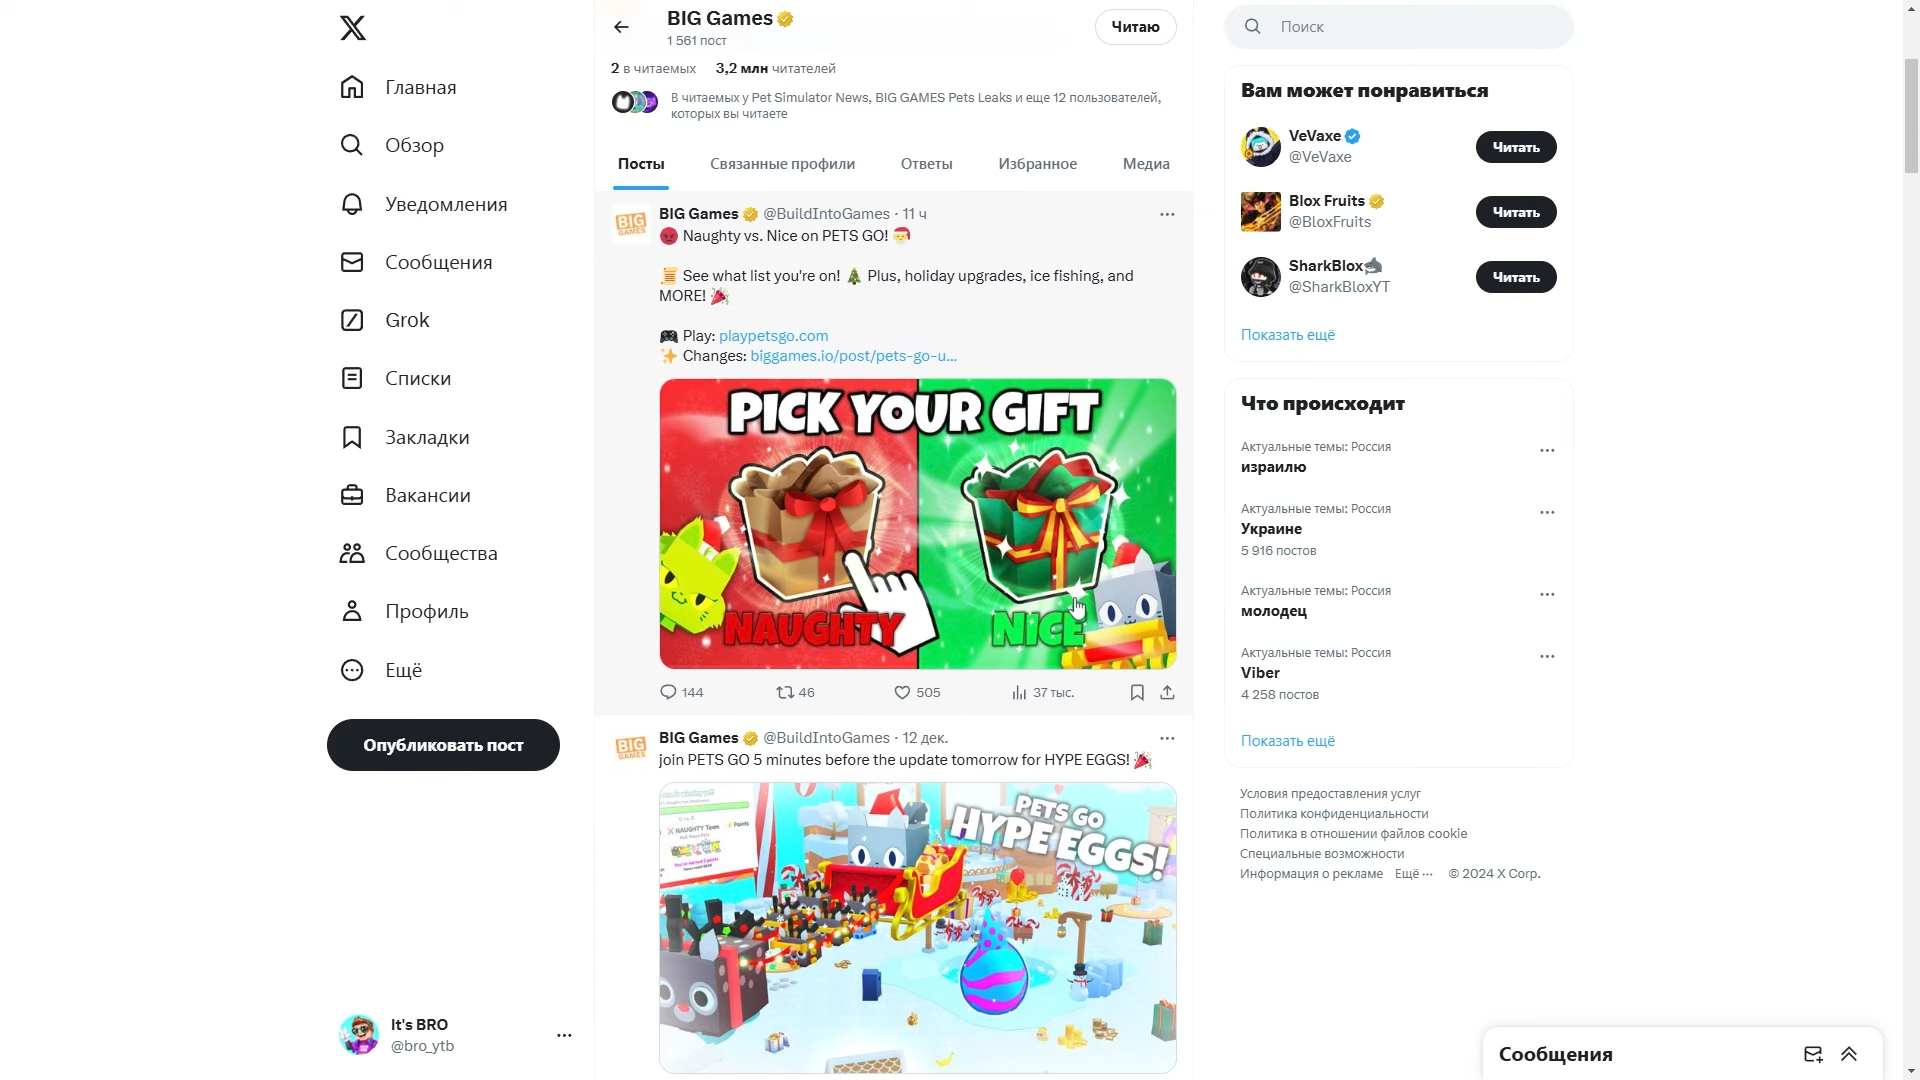 Главная
Обзор
Уведомления
Сообщения
Grok
Списки
Закладки
Вакансии
Сообщества
Профиль
Ещё
Опубликовать пост
It's BRO
@bro_ytb
BIG Games
1 561 пост
Читаю
2 в читаемых 3,2 млн читателей
В читаемых у Pet Simulator News, BIG GAMES Pets Leaks и еще 12 пользователей,
которых вы читаете
Посты Связанные профили Ответы Избранное Медиа
BIG GAMES
BIG Games @BuildIntoGames · 11 ч
Naughty vs. Nice on PETS GO!
See what list you're on! Plus, holiday upgrades, ice fishing, and
MORE!
Play: playpetsgo.com
Changes: biggames.io/post/pets-go-u...
PICK YOUR GIFT
NAUGHTY NICE
144 46 505 37 тыс.
BIG GAMES
BIG Games @BuildIntoGames · 12 дек.
join PETS GO 5 minutes before the update tomorrow for HYPE EGGS!
PETS GO
HYPE EGGS!
NAUGHTY Team
Points
Поиск
Вам может понравиться
VeVaxe
@VeVaxe
Читать
Blox Fruits
@BloxFruits
Читать
SharkBlox
@SharkBloxYT
Читать
Показать ещё
Что происходит
Актуальные темы: Россия
израилю
Актуальные темы: Россия
Украине
5 916 постов
Актуальные темы: Россия
молодец
Актуальные темы: Россия
Viber
4 258 постов
Показать ещё
Условия предоставления услуг
Политика конфиденциальности
Политика в отношении файлов cookie
Специальные возможности
Информация о рекламе Ещё ··· © 2024 X Corp.
Сообщения